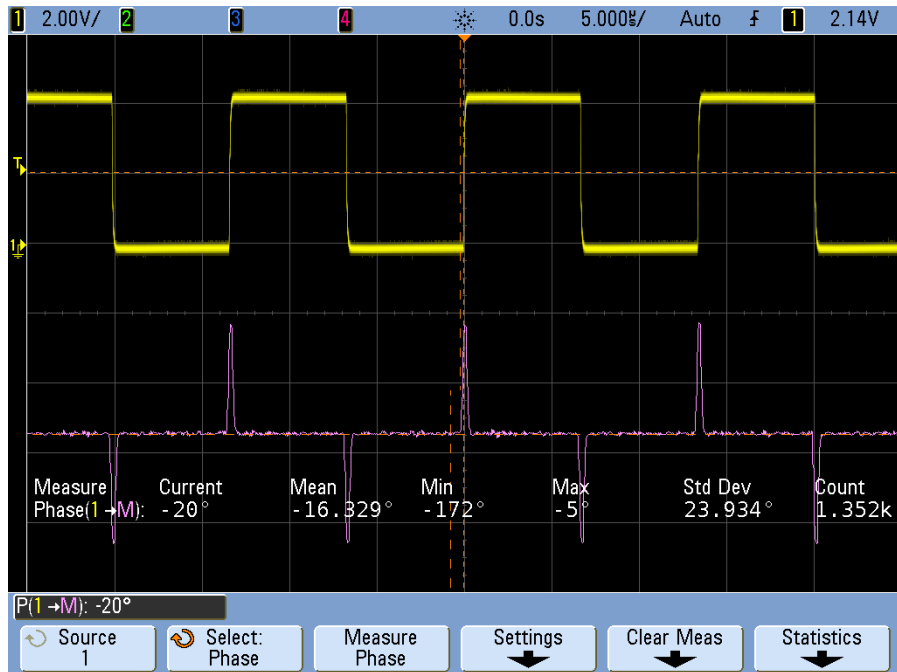 1 2.00V/ 2 3 4 0.0s 5.000µ/ Auto 1 2.14V
T
1
Measure Current Mean Min Max Std Dev Count
Phase(1→M): -20° -16.329° -172° -5° 23.934° 1.352k
P(1→M): -20°
Source Select: Measure Settings Clear Meas Statistics
1 Phase Phase